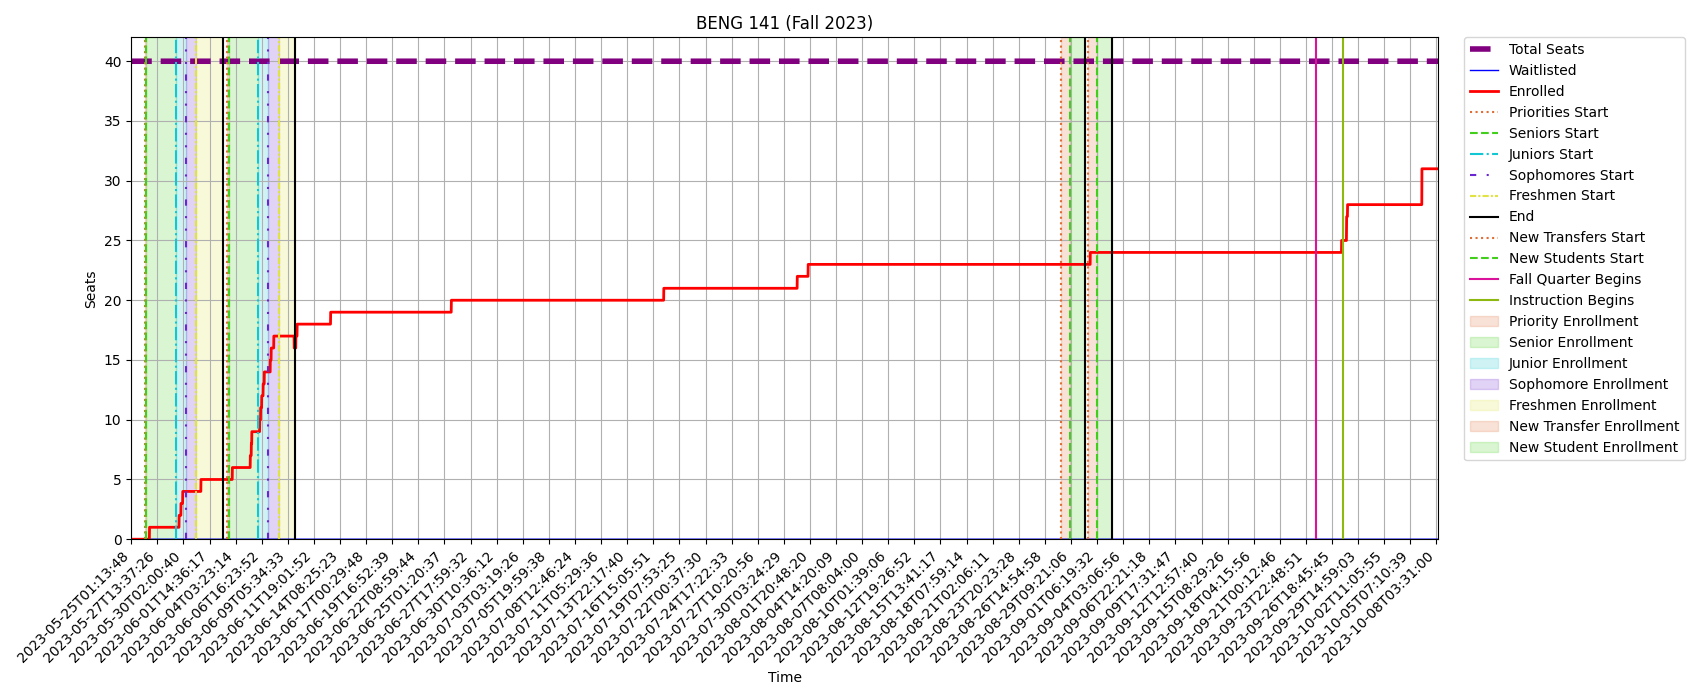 BENG 141 (Fall 2023)
Seats
40
35
30
25
20
15
10
5
0
2023-05-25T01:13:48
2023-05-27T13:37:26
2023-05-30T02:00:40
2023-06-01T14:36:17
2023-06-04T03:23:14
2023-06-06T16:23:52
2023-06-09T05:34:33
2023-06-11T19:01:52
2023-06-14T08:25:23
2023-06-17T00:29:48
2023-06-19T16:52:39
2023-06-22T08:59:44
2023-06-25T01:20:37
2023-06-27T17:59:32
2023-06-30T10:36:12
2023-07-03T03:19:26
2023-07-05T19:59:38
2023-07-08T12:46:24
2023-07-11T05:29:36
2023-07-13T22:17:40
2023-07-16T15:05:51
2023-07-19T07:53:25
2023-07-22T00:37:30
2023-07-24T17:22:33
2023-07-27T10:20:56
2023-07-30T03:24:29
2023-08-01T20:48:20
2023-08-04T14:20:09
2023-08-07T08:04:00
2023-08-10T01:39:06
2023-08-12T19:26:52
2023-08-15T13:41:17
2023-08-18T07:59:14
2023-08-21T02:06:11
2023-08-23T20:23:28
2023-08-26T14:54:58
2023-08-29T09:21:06
2023-09-01T06:19:32
2023-09-04T03:06:56
2023-09-06T22:21:18
2023-09-09T17:31:47
2023-09-12T12:57:40
2023-09-15T08:29:26
2023-09-18T04:15:56
2023-09-21T00:12:46
2023-09-23T22:48:51
2023-09-26T18:45:45
2023-09-29T14:59:03
2023-10-02T11:05:55
2023-10-05T07:10:39
2023-10-08T03:31:00
Time
Total Seats
Waitlisted
Enrolled
Priorities Start
Seniors Start
Juniors Start
Sophomores Start
Freshmen Start
End
New Transfers Start
New Students Start
Fall Quarter Begins
Instruction Begins
Priority Enrollment
Senior Enrollment
Junior Enrollment
Sophomore Enrollment
Freshmen Enrollment
New Transfer Enrollment
New Student Enrollment